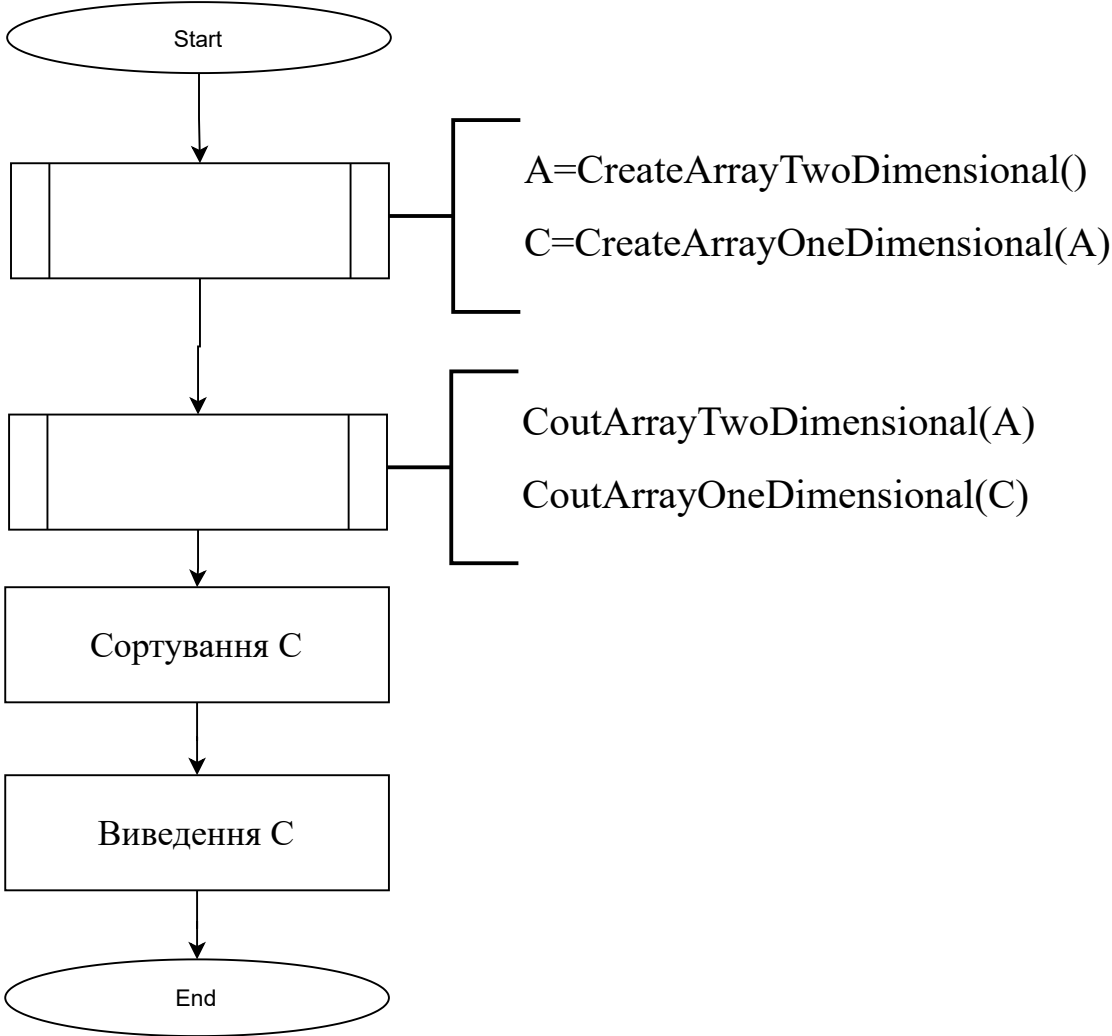 Start
A=CreateArrayTwoDimensional()
C=CreateArrayOneDimensional(A)
CoutArrayTwoDimensional(A)
CoutArrayOneDimensional(C)
Сортування С
Виведення С
End